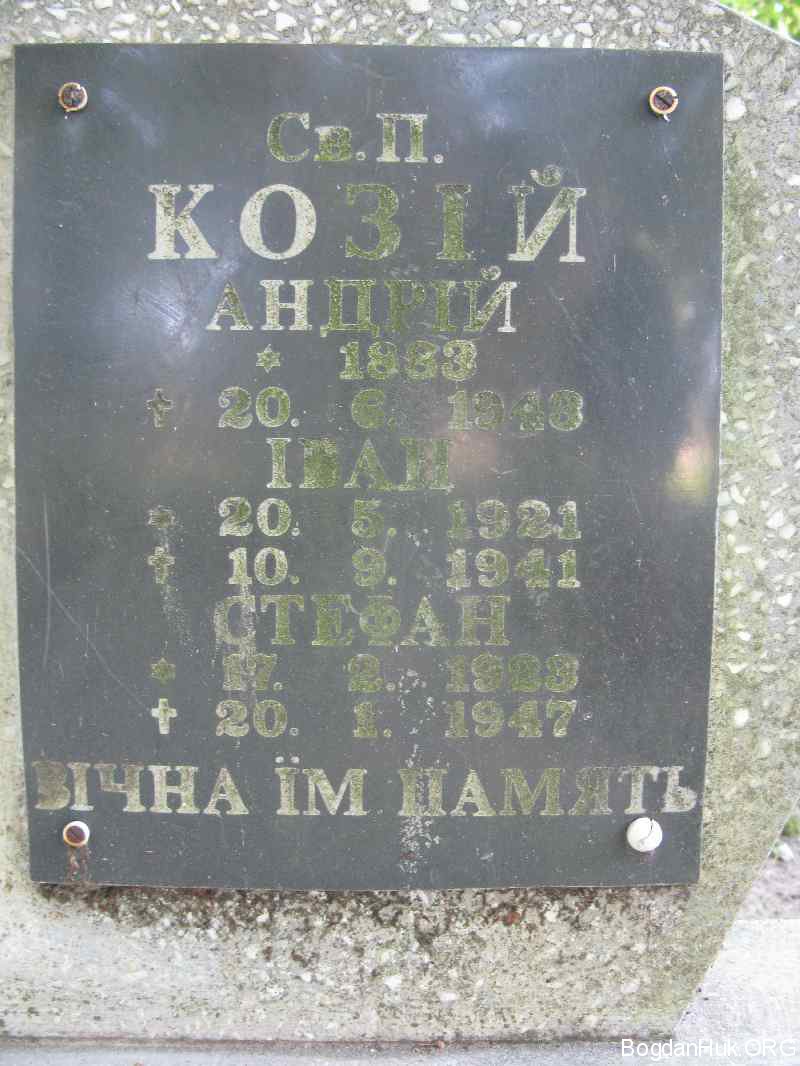 Св.П.
КОЗІЙ
АНДРІЙ
* 1883
✝ 20. 6. 1948
ІВАН
* 20. 5. 1921
✝ 10. 9. 1941
СТЕФАН
* 17. 2. 1923
✝ 20. 1. 1947
ВІЧНА ЇМ ПАМЯТЬ
BogdanHuk.ORG